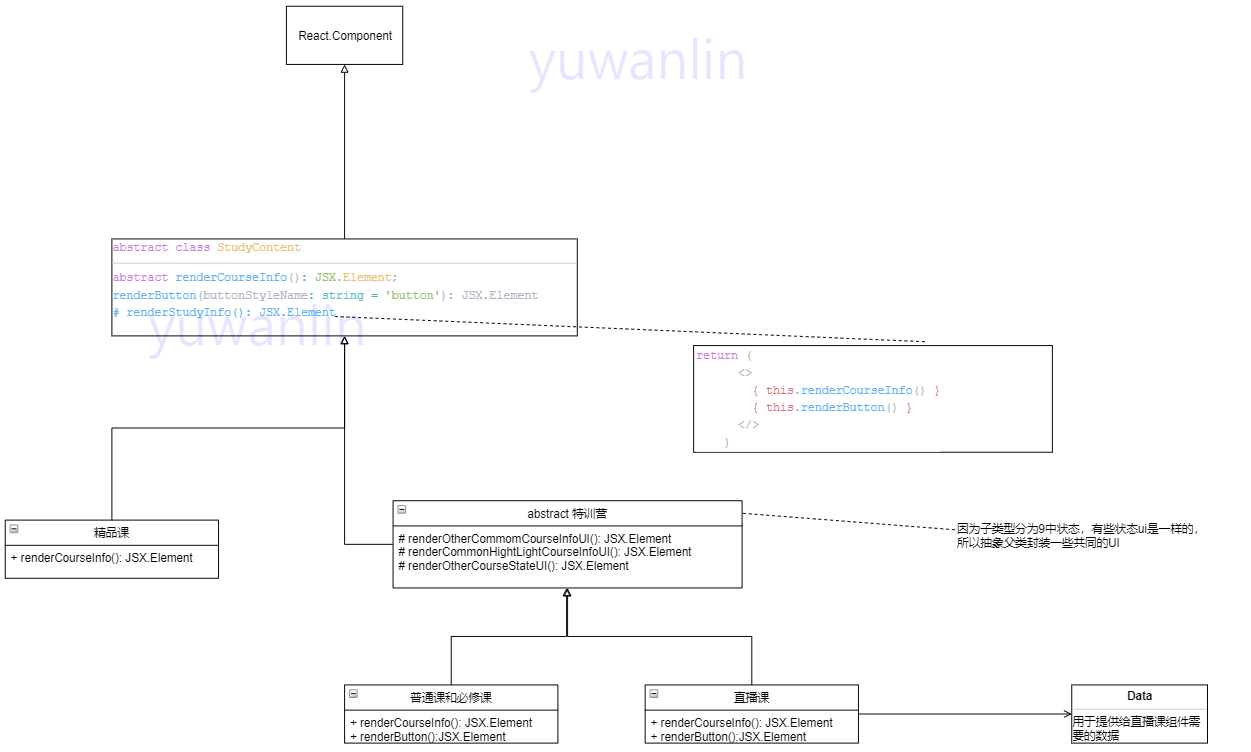 React.Component
yuwanlin
abstract class StudyContent
abstract renderCourseInfo(): JSX.Element;
renderButton(buttonStyleName: string = 'button'): JSX.Element
# renderStudyInfo(): JSX.Element
yuwanlin
return (
<>
{ this.renderCourseInfo() }
{ this.renderButton() }
</>
)
精品课
+ renderCourseInfo(): JSX.Element
abstract 特训营
# renderOtherCommomCourseInfoUI(): JSX.Element
# renderCommonHightLightCourseInfoUI(): JSX.Element
# renderOtherCourseStateUI(): JSX.Element
因为子类型分为9中状态，有些状态ui是一样的，
所以抽象父类封装一些共同的UI
普通课和必修课
+ renderCourseInfo(): JSX.Element
+ renderButton():JSX.Element
直播课
+ renderCourseInfo(): JSX.Element
+ renderButton():JSX.Element
Data
用于提供给直播课组件需
要的数据